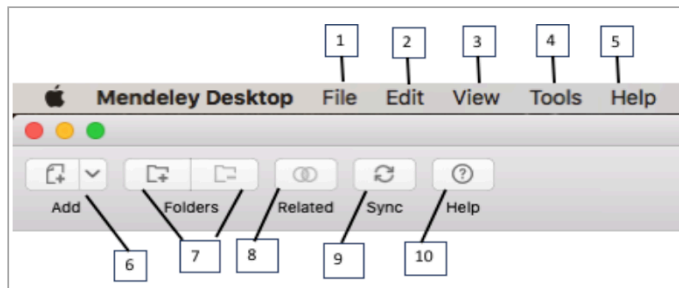 1 2 3 4 5
Mendeley Desktop File Edit View Tools Help
Add Folders Related Sync Help
6 7 8 9 10